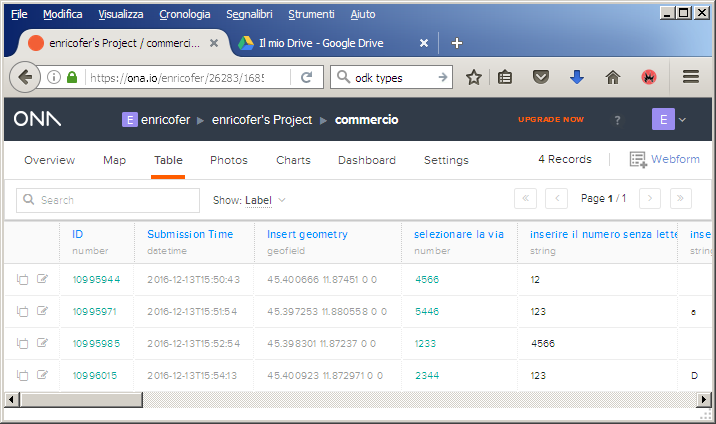 File Modifica Visualizza Cronologia Segnalibri Strumenti Aiuto
enricofer's Project / commerci... × Il mio Drive - Google Drive × +
https://ona.io/enricofer/26283/1685 odk types
ONA E enricofer ▶ enricofer's Project ▶ commercio UPGRADE NOW ? E
Overview Map Table Photos Charts Dashboard Settings 4 Records Webform
Search Show: Label Page 1 / 1
ID Submission Time Insert geometry selezionare la via inserire il numero senza lette inse
number datetime geofield number string string
10995944 2016-12-13T15:50:43 45.400666 11.87451 0 0 4566 12
10995971 2016-12-13T15:51:54 45.397253 11.880558 0 0 5446 123 a
10995985 2016-12-13T15:52:54 45.398301 11.87237 0 0 1233 4566
10996015 2016-12-13T15:54:13 45.400923 11.872971 0 0 2344 123 D